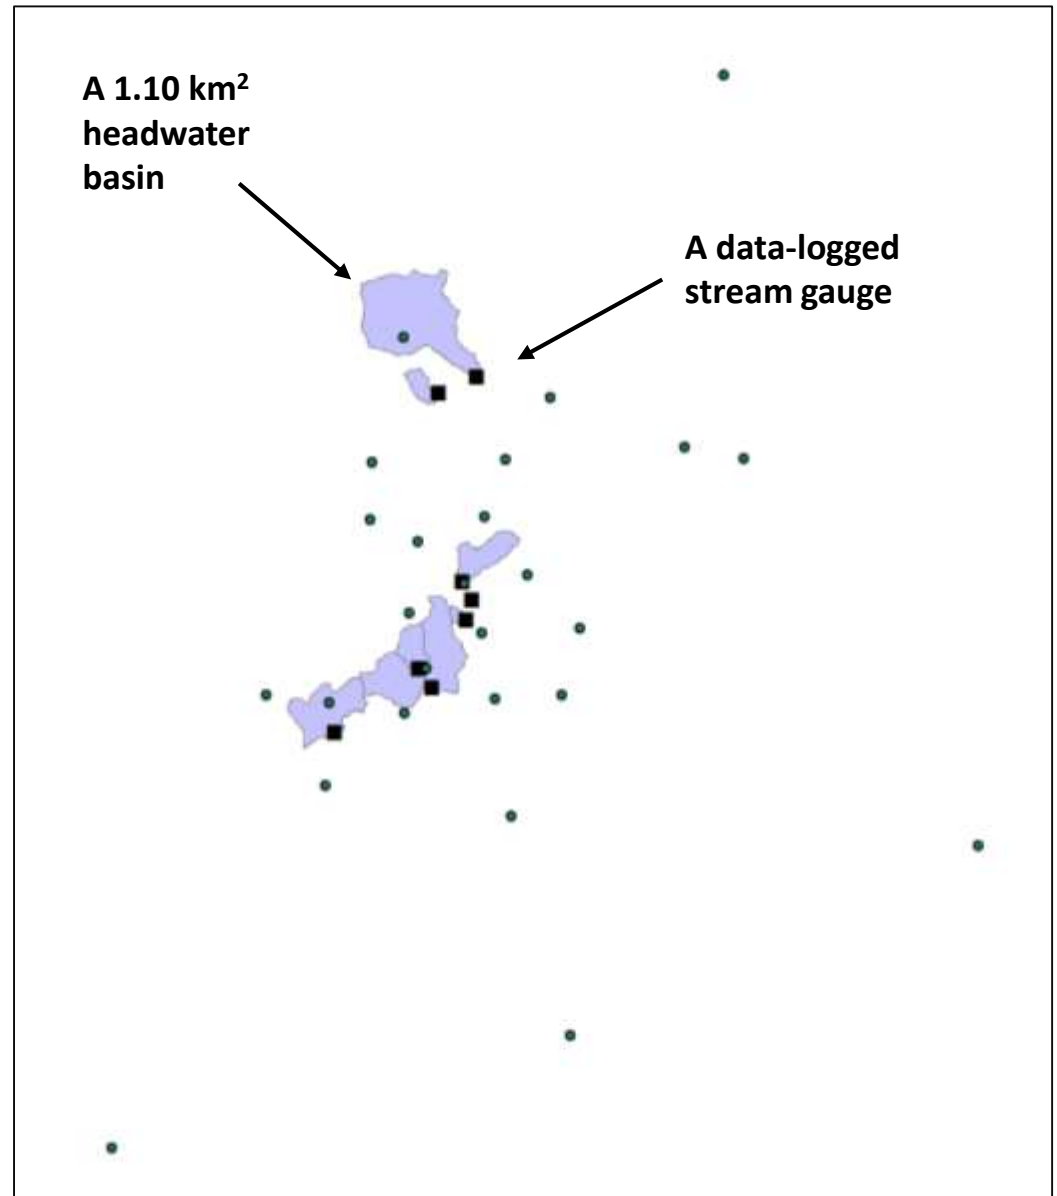 A 1.10 km²
headwater
basin
A data-logged
stream gauge